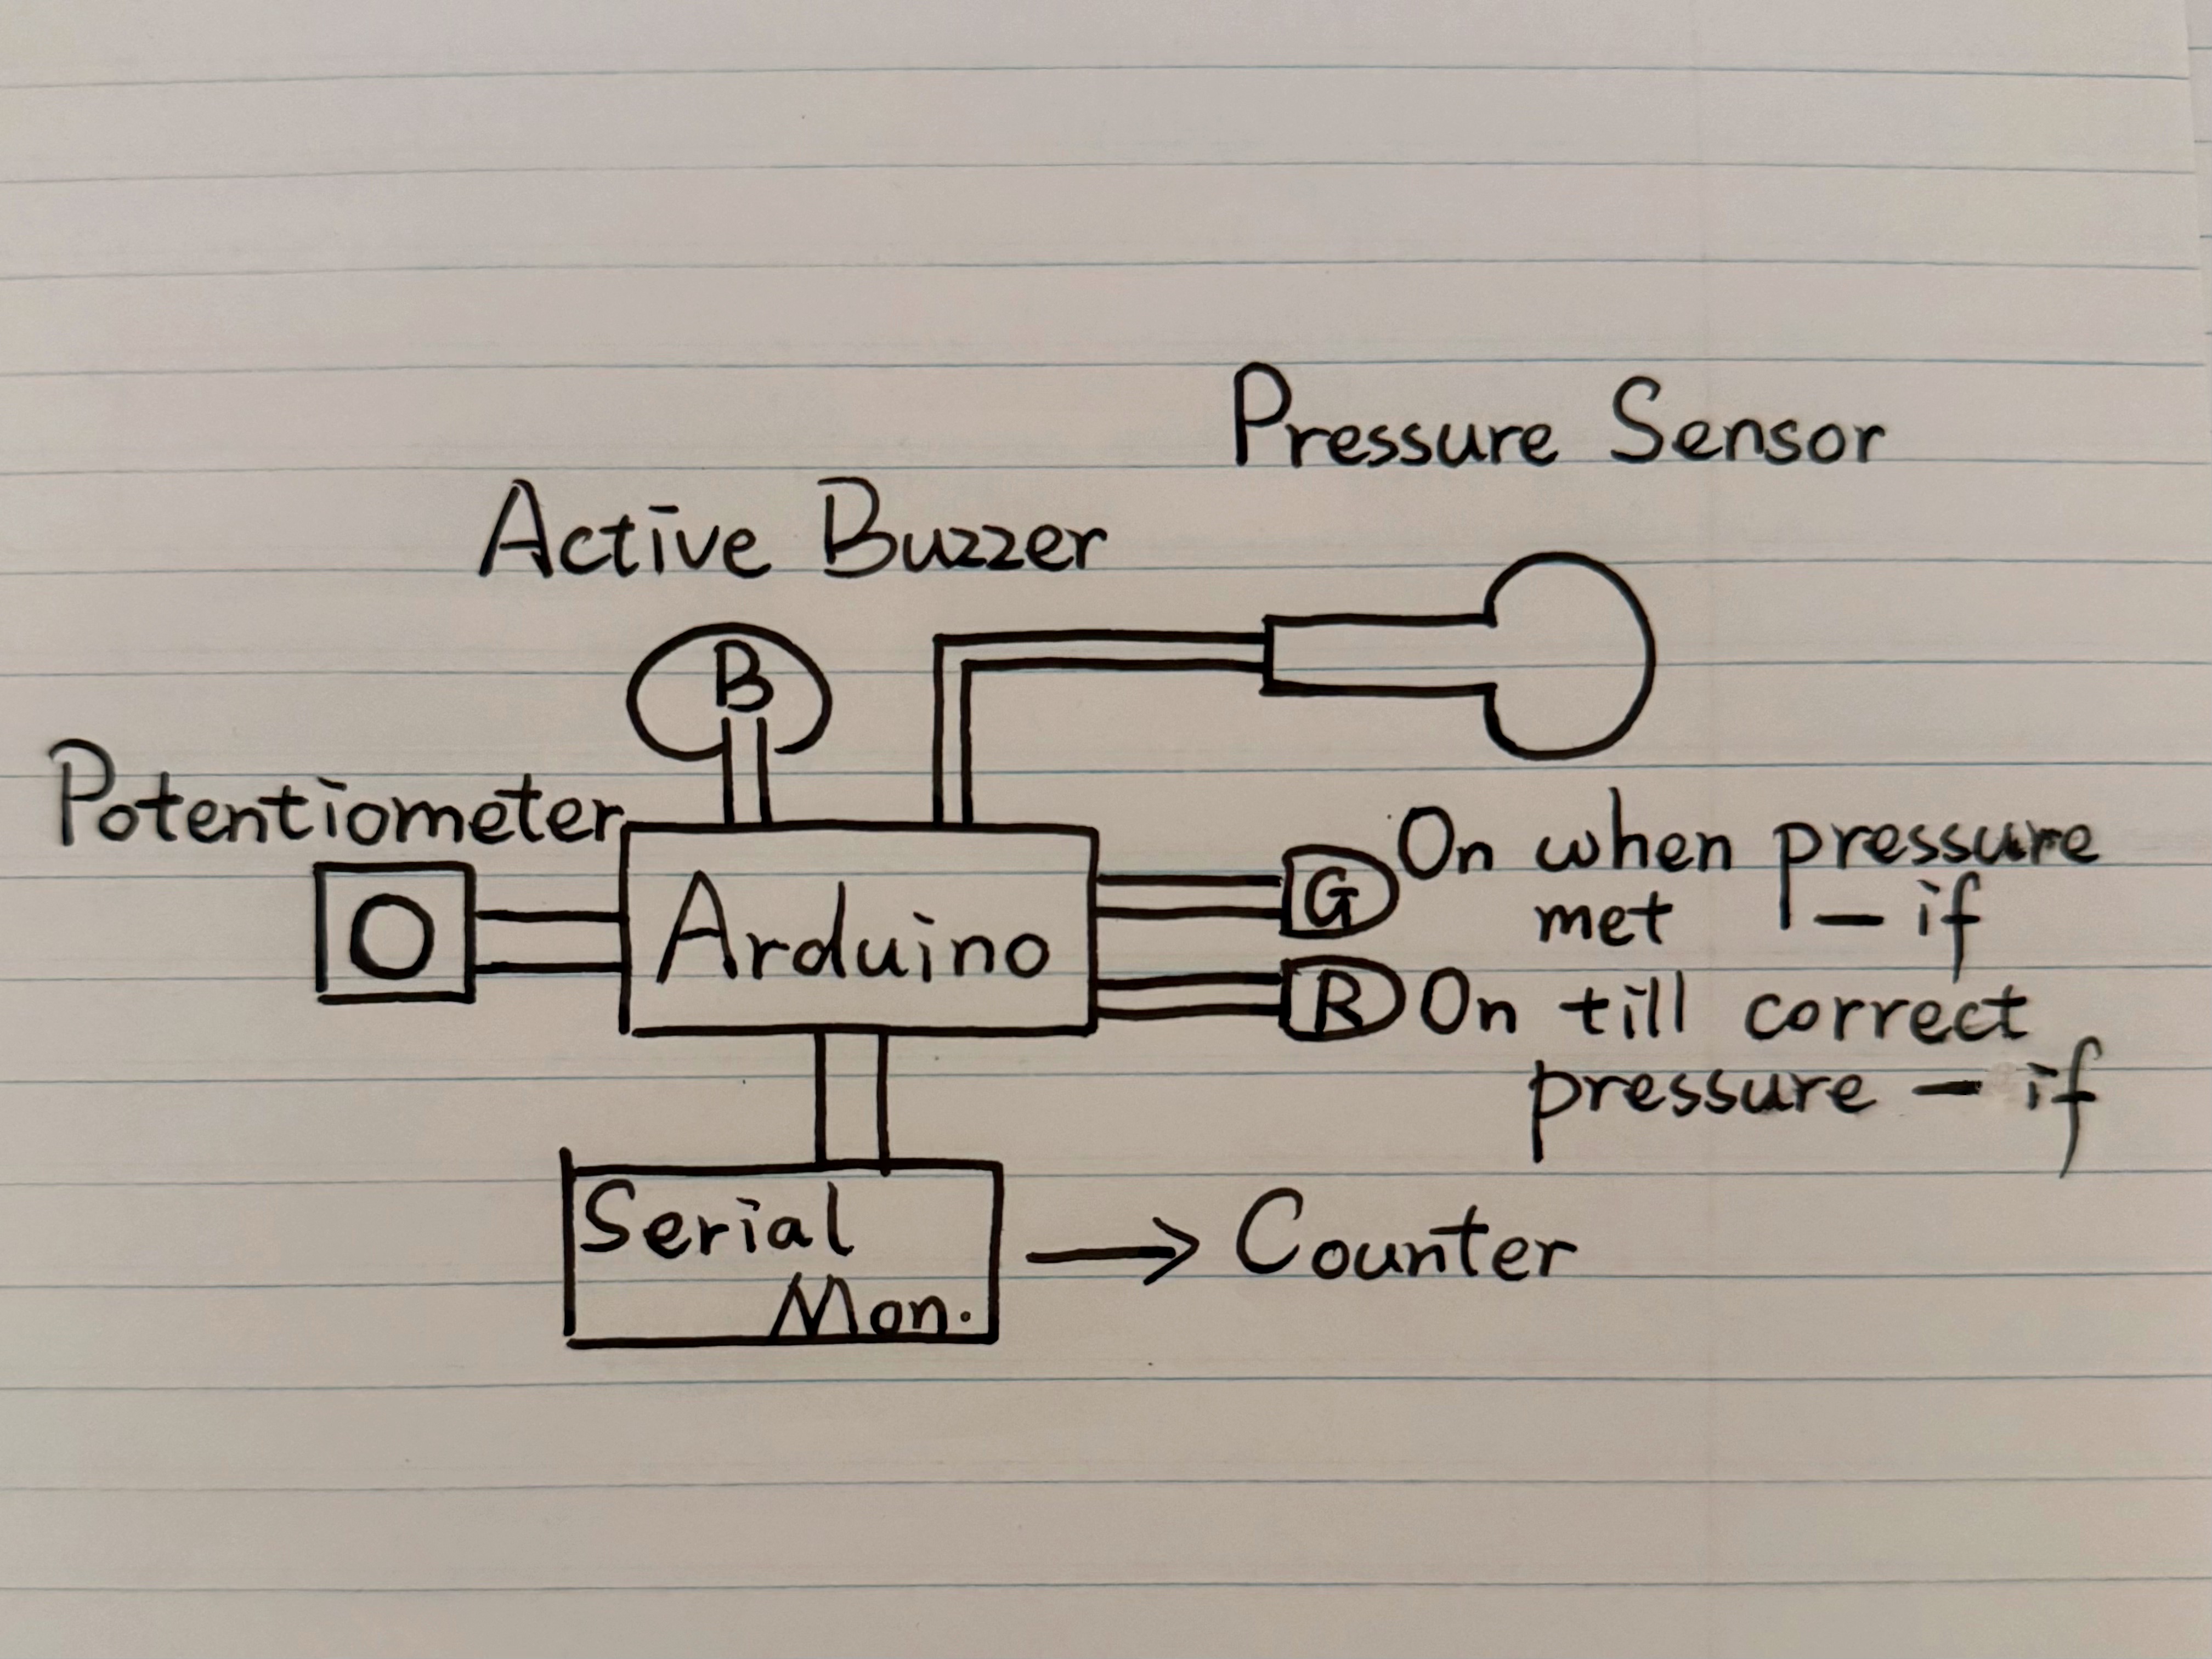 Pressure Sensor
Active Buzzer
B
Potentiometer
Arduino
G On when pressure
met - if
R On till correct
pressure - if
Serial
Mon.
→ Counter